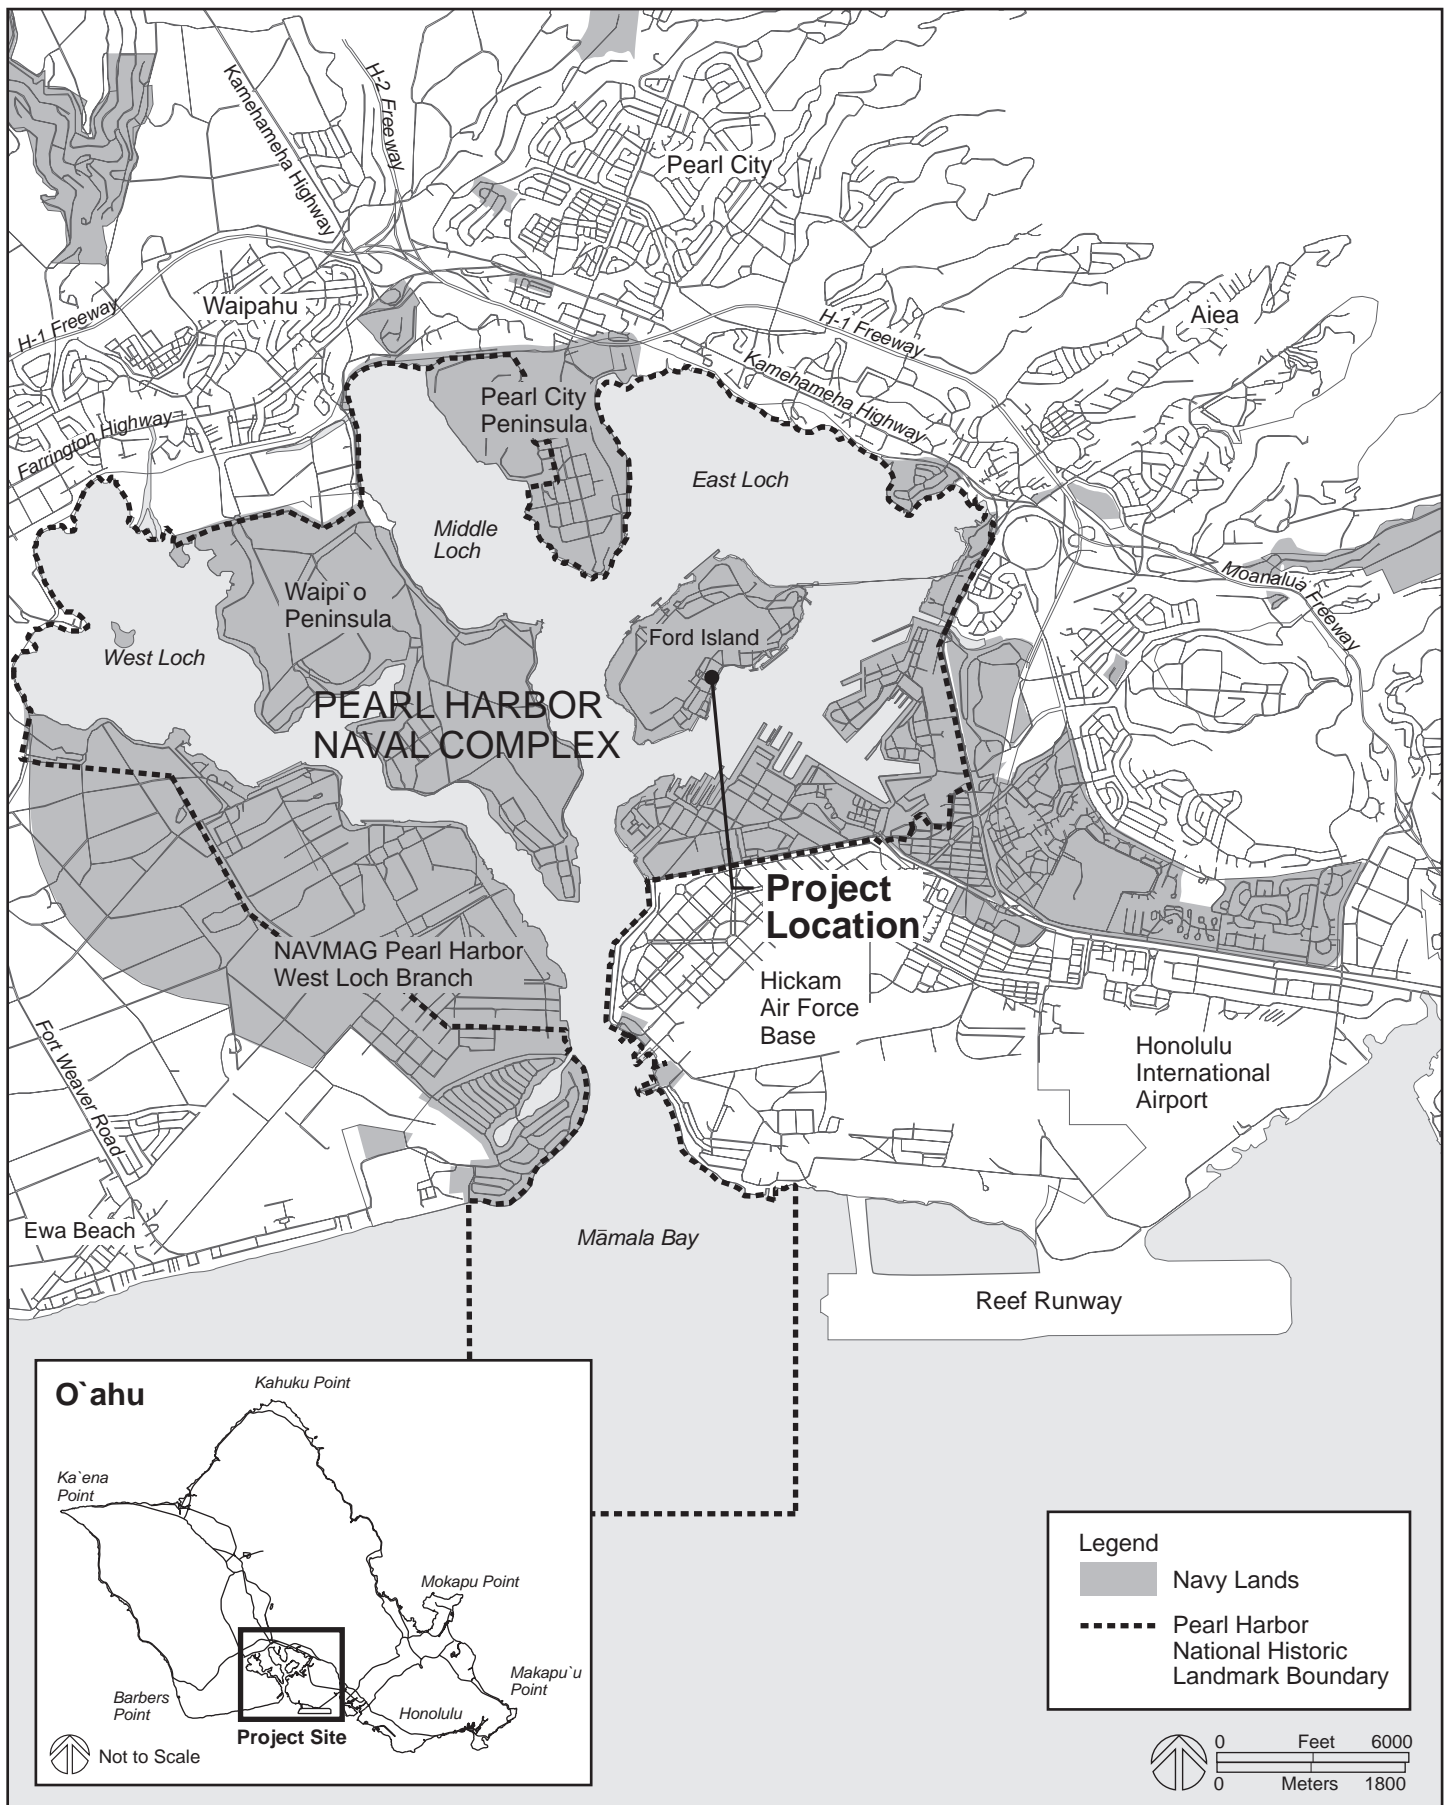 Kamehameha Highway
H-2 Freeway
Pearl City
H-1 Freeway
Waipahu
H-1 Freeway
Aiea
Kamehameha Highway
Farrington Highway
Pearl City
Peninsula
East Loch
Middle
Loch
Moanalua Freeway
Waipi`o
Peninsula
Ford Island
West Loch
PEARL HARBOR
NAVAL COMPLEX
Project
Location
NAVMAG Pearl Harbor
West Loch Branch
Hickam
Air Force
Base
Fort Weaver Road
Honolulu
International
Airport
Ewa Beach
Māmala Bay
Reef Runway
O`ahu
Kahuku Point
Ka`ena
Point
Mokapu Point
Makapu`u
Point
Barbers
Point
Honolulu
Project Site
Not to Scale
Legend
Navy Lands
Pearl Harbor
National Historic
Landmark Boundary
0 Feet 6000
0 Meters 1800